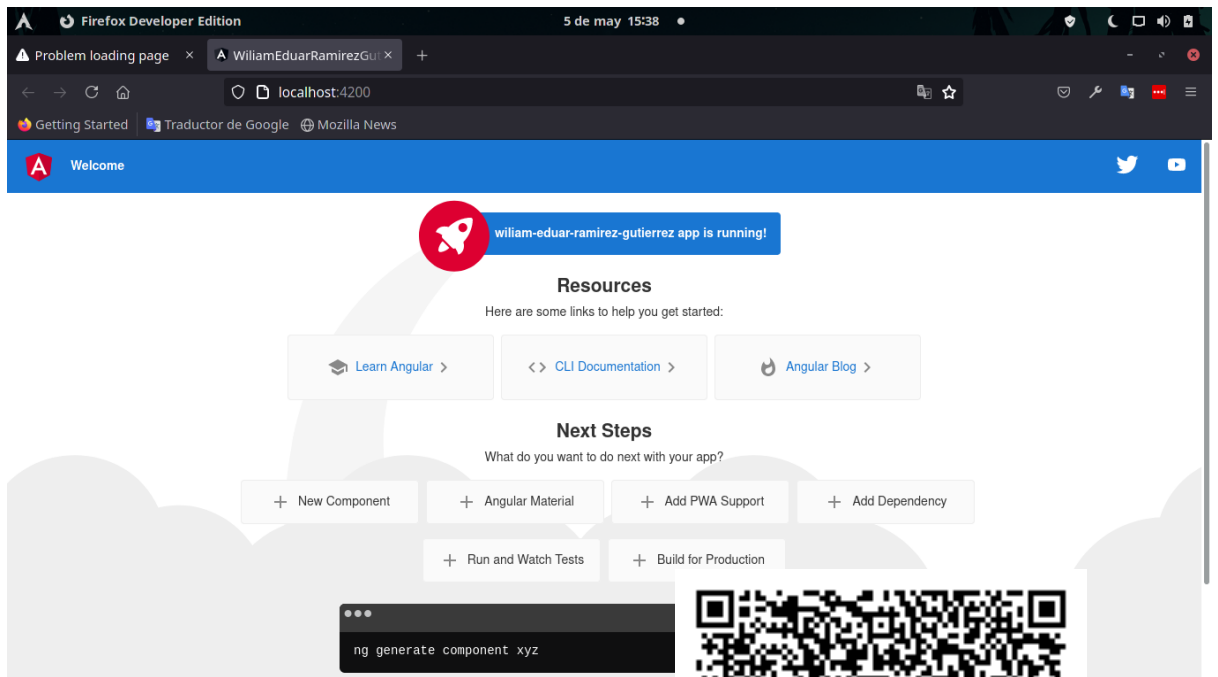 Firefox Developer Edition
5 de may 15:38
Problem loading page
WiliamEduarRamirezGut
localhost:4200
Getting Started
Traductor de Google
Mozilla News
Welcome
wiliam-eduar-ramirez-gutierrez app is running!
Resources
Here are some links to help you get started:
Learn Angular
CLI Documentation
Angular Blog
Next Steps
What do you want to do next with your app?
New Component
Angular Material
Add PWA Support
Add Dependency
Run and Watch Tests
Build for Production
ng generate component xyz